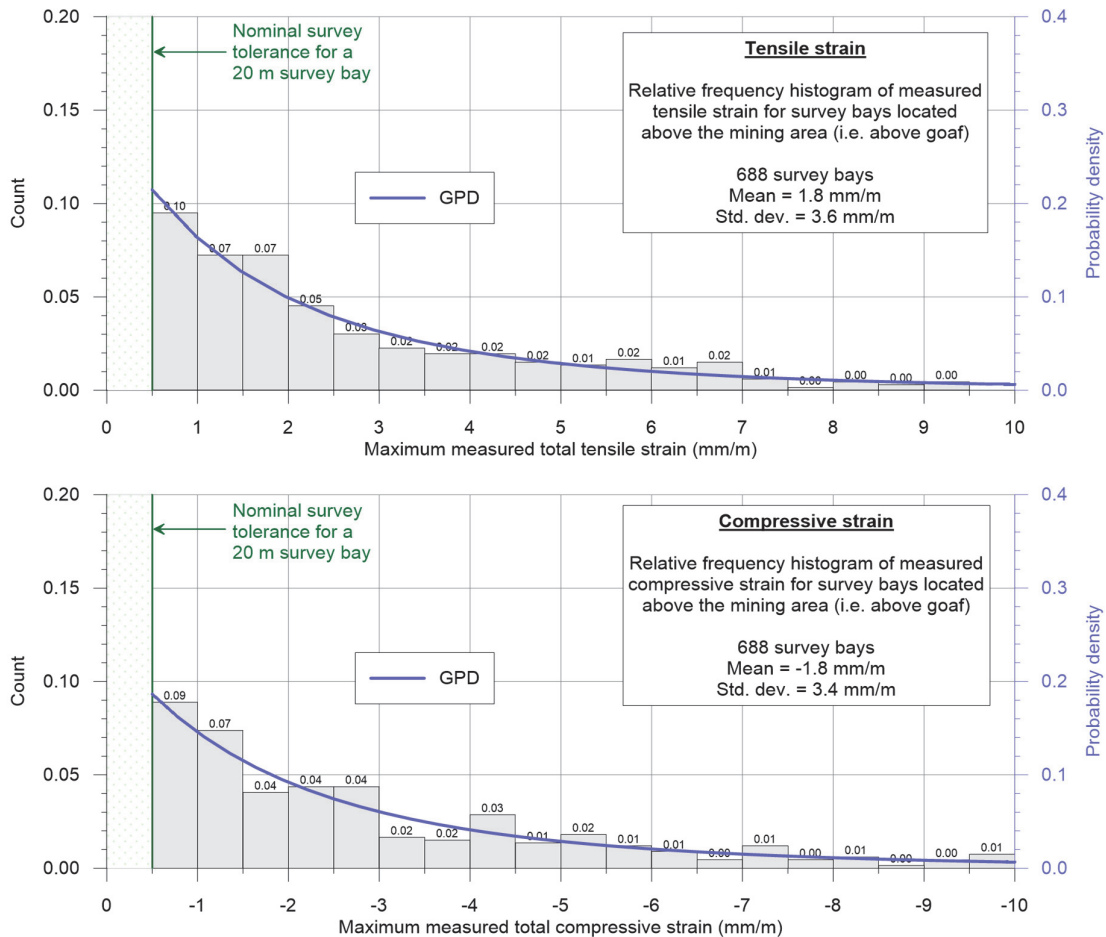 0.20
0.15
0.10
0.05
0.00
Count
Nominal survey
tolerance for a
20 m survey bay
GPD
Tensile strain
Relative frequency histogram of measured
tensile strain for survey bays located
above the mining area (i.e. above goaf)
688 survey bays
Mean = 1.8 mm/m
Std. dev. = 3.6 mm/m
0.4
0.3
0.2
0.1
0.0
Probability density
0.10
0.07
0.07
0.05
0.03
0.02
0.02
0.02
0.02
0.01
0.02
0.01
0.02
0.01
0.00
0.00
0.00
0.00
0 1 2 3 4 5 6 7 8 9 10
Maximum measured total tensile strain (mm/m)
0.20
0.15
0.10
0.05
0.00
Count
Nominal survey
tolerance for a
20 m survey bay
GPD
Compressive strain
Relative frequency histogram of measured
compressive strain for survey bays located
above the mining area (i.e. above goaf)
688 survey bays
Mean = -1.8 mm/m
Std. dev. = 3.4 mm/m
0.4
0.3
0.2
0.1
0.0
Probability density
0.09
0.07
0.04
0.04
0.04
0.02
0.02
0.03
0.01
0.02
0.01
0.01
0.00
0.01
0.00
0.01
0.00
0.00
0.01
0 -1 -2 -3 -4 -5 -6 -7 -8 -9 -10
Maximum measured total compressive strain (mm/m)